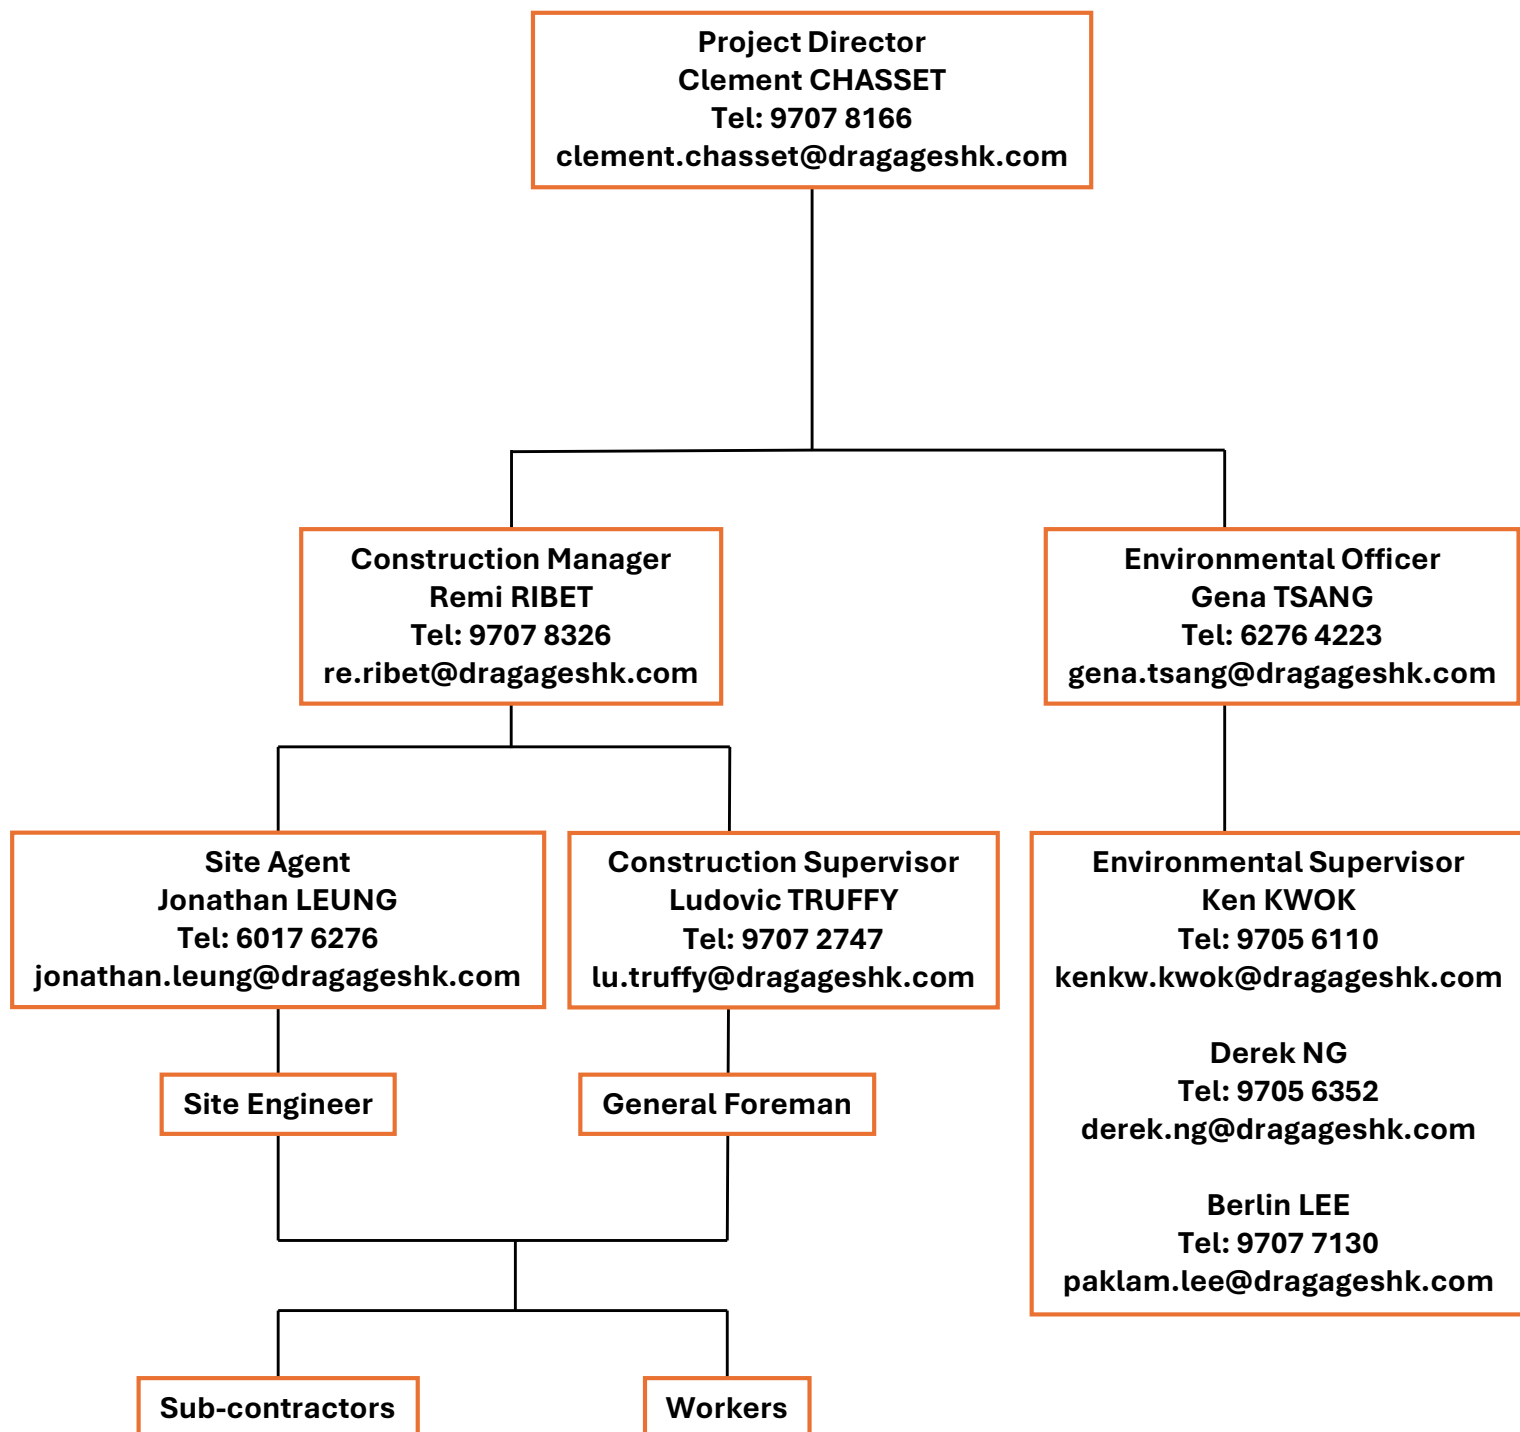 Project Director
Clement CHASSET
Tel: 9707 8166
clement.chasset@dragageshk.com
Construction Manager
Remi RIBET
Tel: 9707 8326
re.ribet@dragageshk.com
Environmental Officer
Gena TSANG
Tel: 6276 4223
gena.tsang@dragageshk.com
Site Agent
Jonathan LEUNG
Tel: 6017 6276
jonathan.leung@dragageshk.com
Construction Supervisor
Ludovic TRUFFY
Tel: 9707 2747
lu.truffy@dragageshk.com
Environmental Supervisor
Ken KWOK
Tel: 9705 6110
kenkw.kwok@dragageshk.com
Derek NG
Tel: 9705 6352
derek.ng@dragageshk.com
Berlin LEE
Tel: 9707 7130
paklam.lee@dragageshk.com
Site Engineer
General Foreman
Sub-contractors
Workers